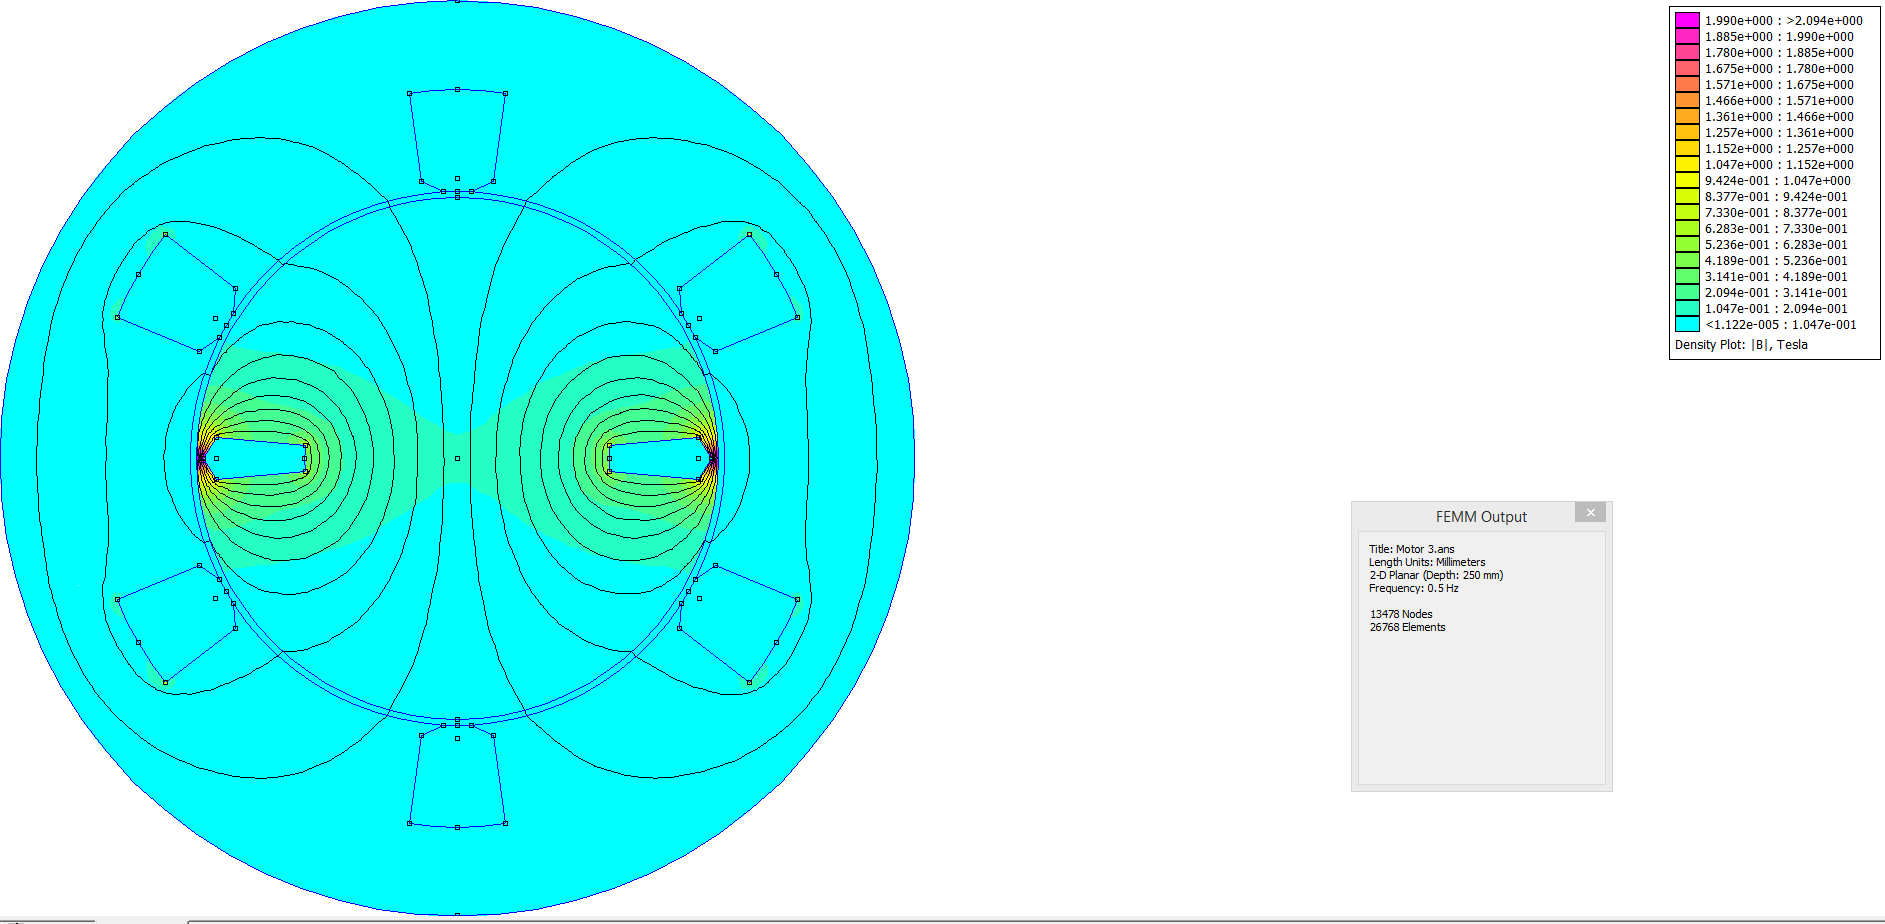 1.990e+000 : >2.094e+000
1.885e+000 : 1.990e+000
1.780e+000 : 1.885e+000
1.675e+000 : 1.780e+000
1.571e+000 : 1.675e+000
1.466e+000 : 1.571e+000
1.361e+000 : 1.466e+000
1.257e+000 : 1.361e+000
1.152e+000 : 1.257e+000
1.047e+000 : 1.152e+000
9.424e-001 : 1.047e+000
8.377e-001 : 9.424e-001
7.330e-001 : 8.377e-001
6.283e-001 : 7.330e-001
5.236e-001 : 6.283e-001
4.189e-001 : 5.236e-001
3.141e-001 : 4.189e-001
2.094e-001 : 3.141e-001
1.047e-001 : 2.094e-001
<1.122e-005 : 1.047e-001
Density Plot: |B|, Tesla
FEMM Output
Title: Motor 3.ans
Length Units: Millimeters
2-D Planar (Depth: 250 mm)
Frequency: 0.5 Hz
13478 Nodes
26768 Elements